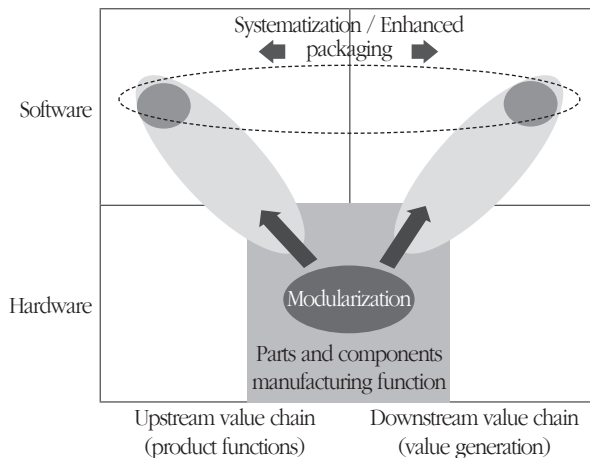 Systematization / Enhanced
packaging
Software
Hardware
Modularization
Parts and components
manufacturing function
Upstream value chain
(product functions)
Downstream value chain
(value generation)